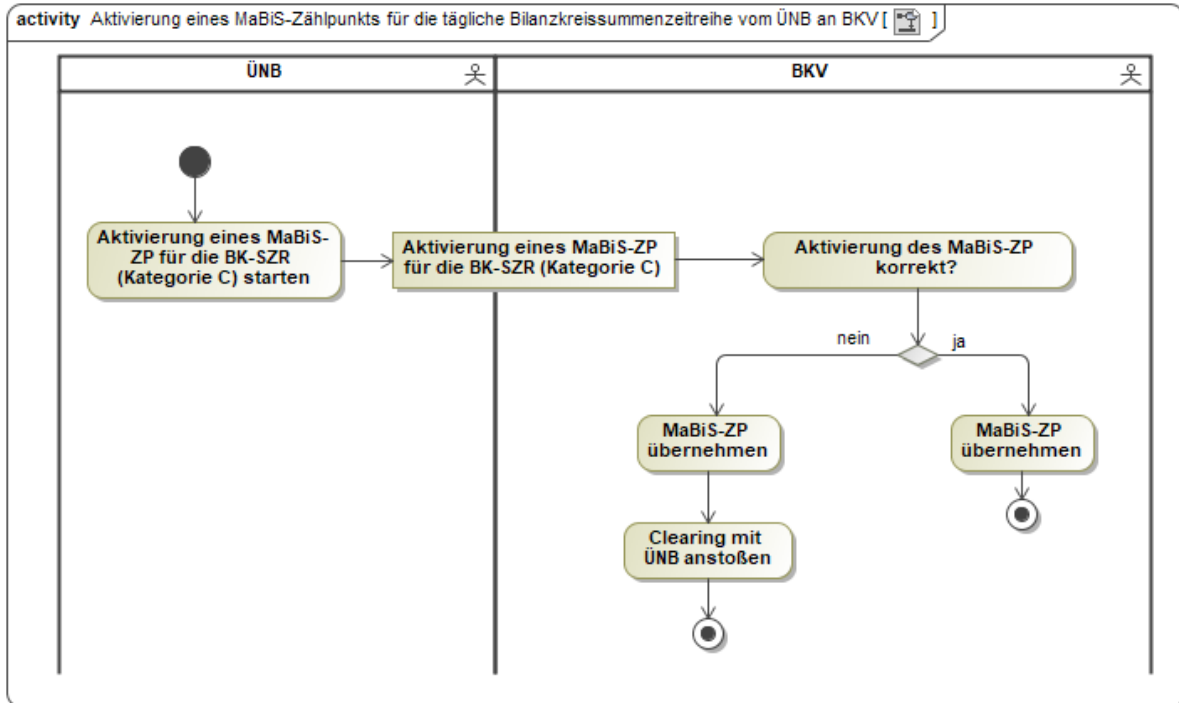 activity Aktivierung eines MaBiS-Zählpunkts für die tägliche Bilanzkreissummenzeitreihe vom ÜNB an BKV [ ]
ÜNB
BKV
Aktivierung eines MaBiS-
ZP für die BK-SZR
(Kategorie C) starten
Aktivierung eines MaBiS-ZP
für die BK-SZR (Kategorie C)
Aktivierung des MaBiS-ZP
korrekt?
nein
ja
MaBiS-ZP
übernehmen
MaBiS-ZP
übernehmen
Clearing mit
ÜNB anstoßen